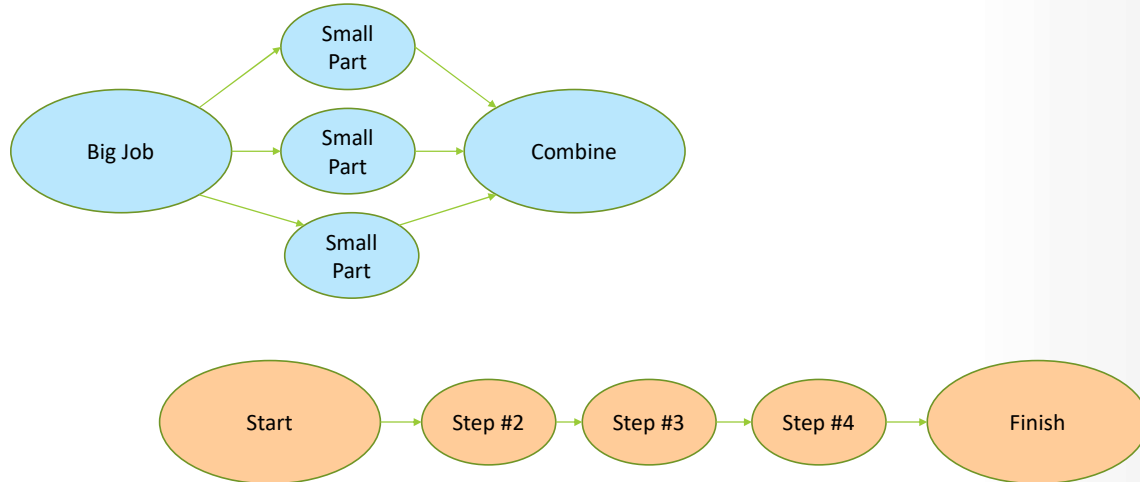 Small
Part
Big Job
Small
Part
Combine
Small
Part
Start
Step #2
Step #3
Step #4
Finish